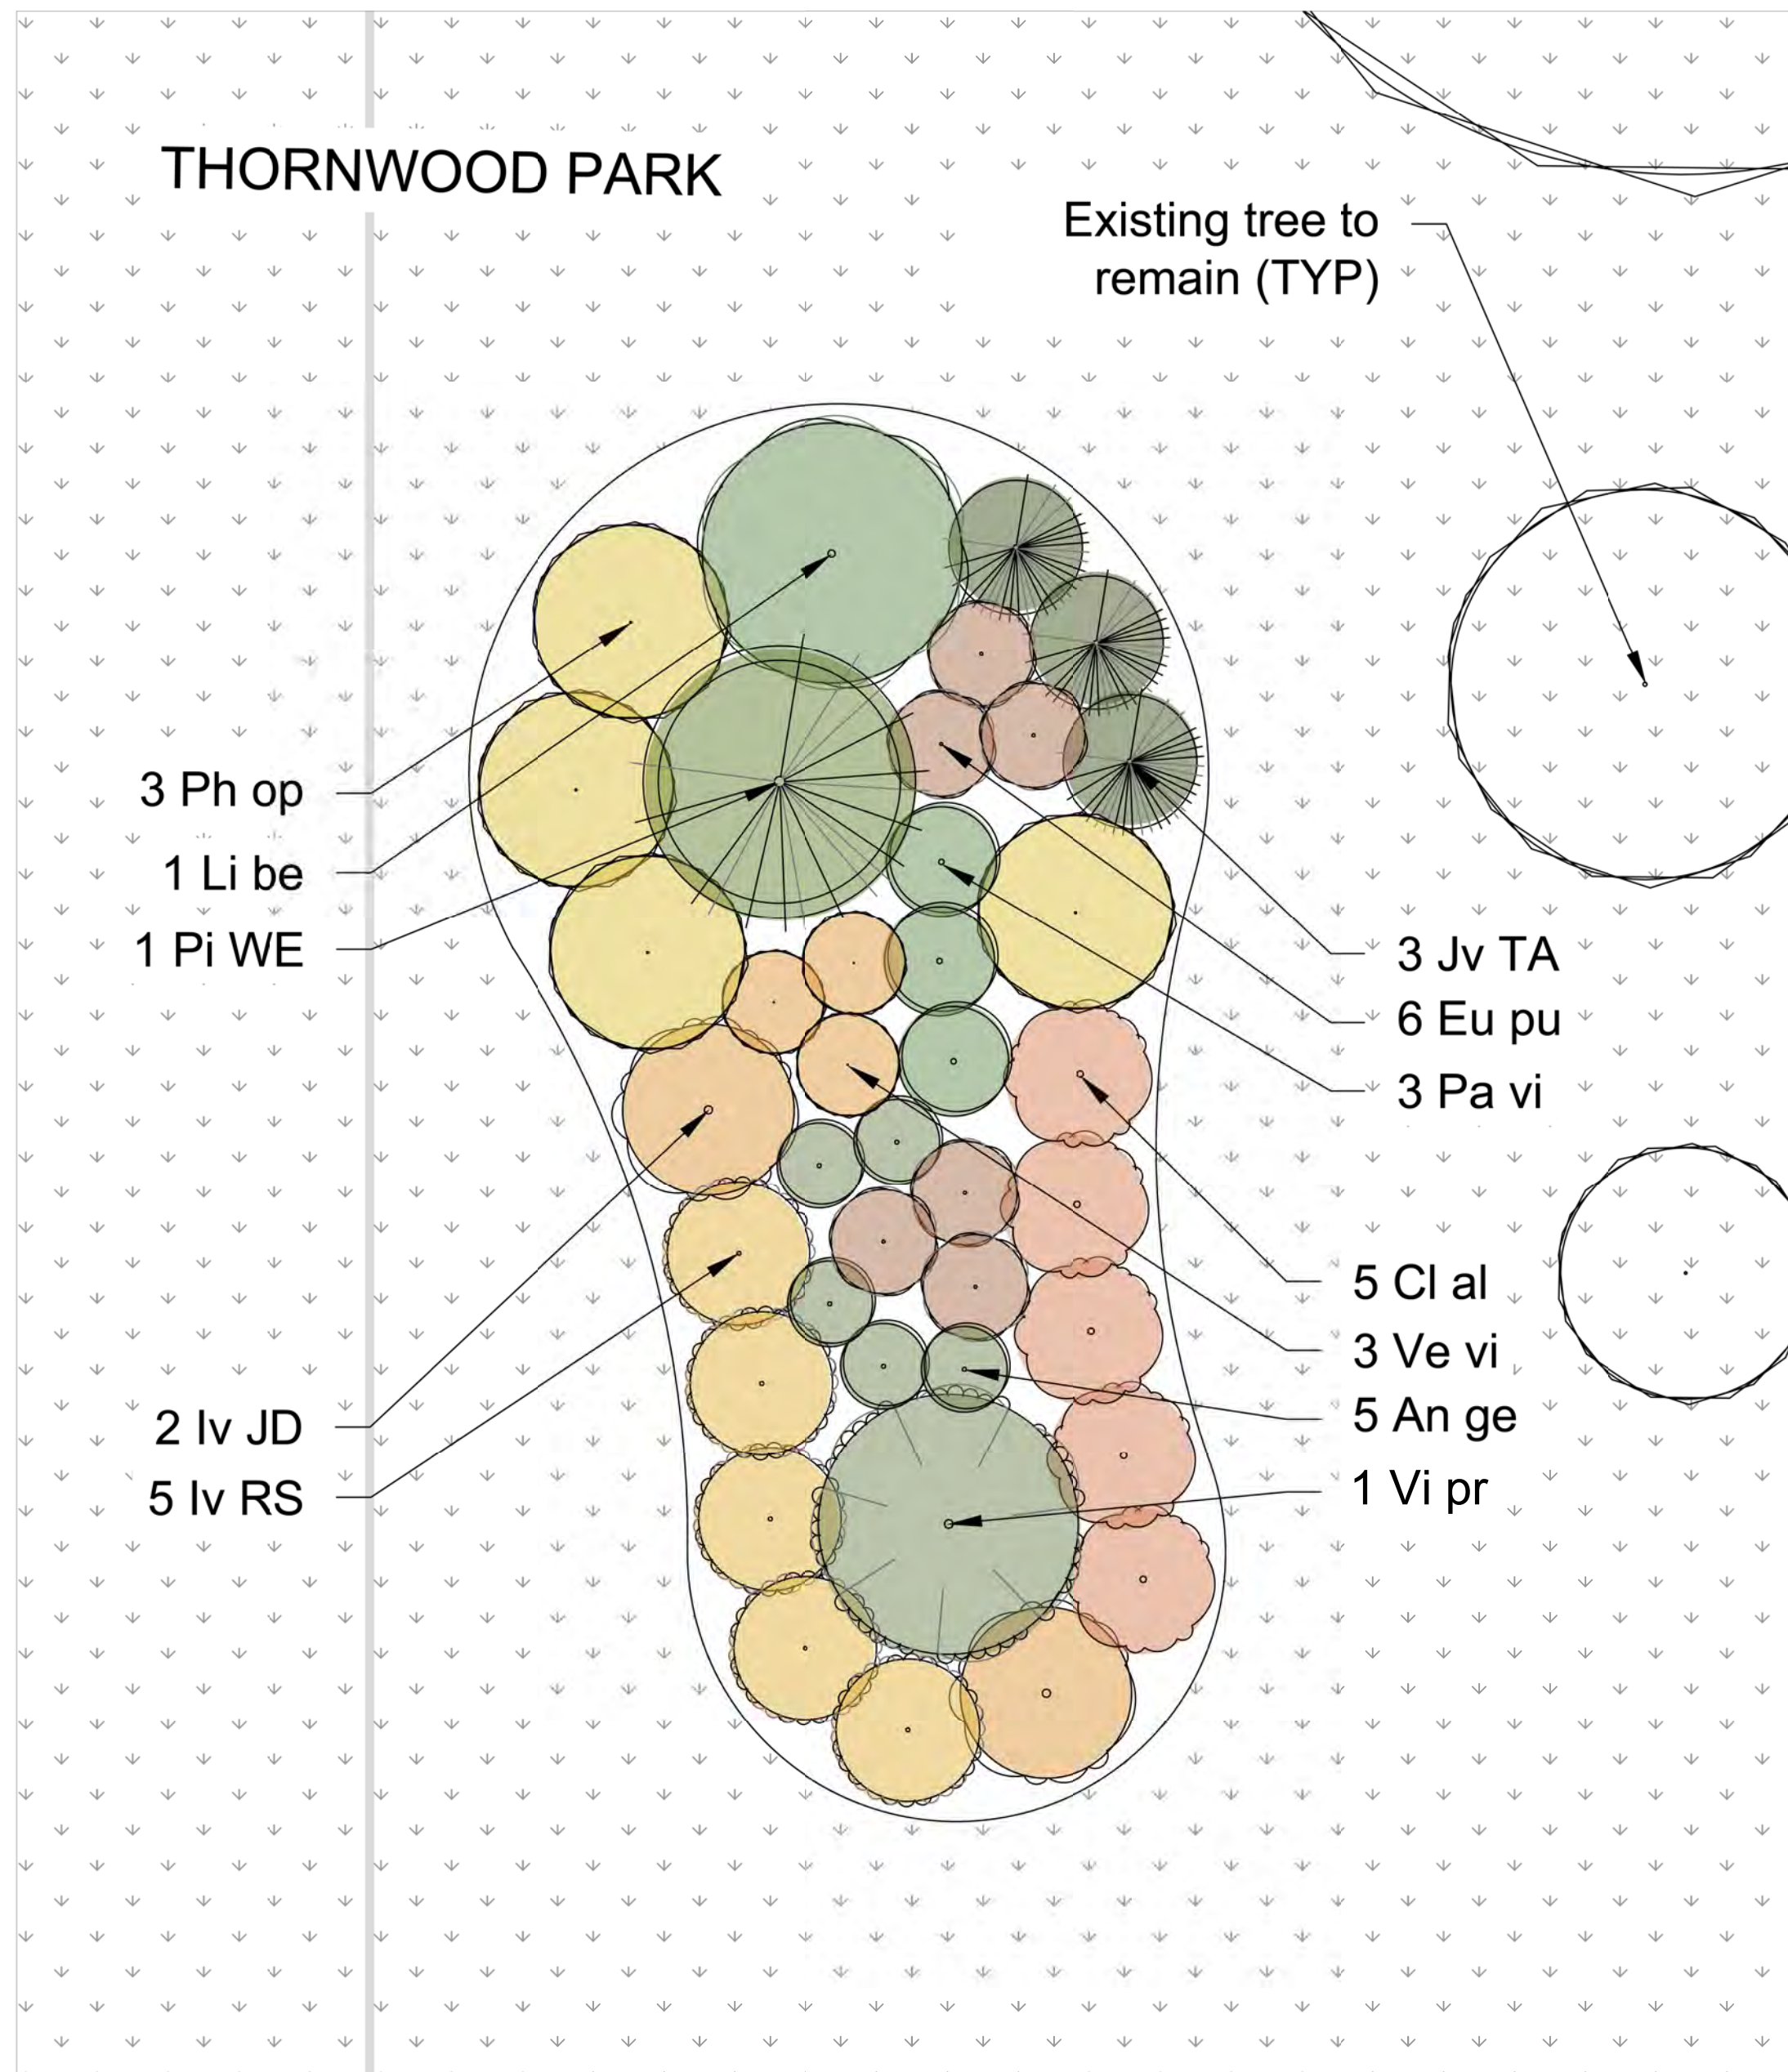 THORNWOOD PARK
Existing tree to
remain (TYP)
3 Ph op
1 Li be
1 Pi WE
3 Jv TA
6 Eu pu
3 Pa vi
5 Cl al
3 Ve vi
5 An ge
1 Vi pr
2 Iv JD
5 Iv RS